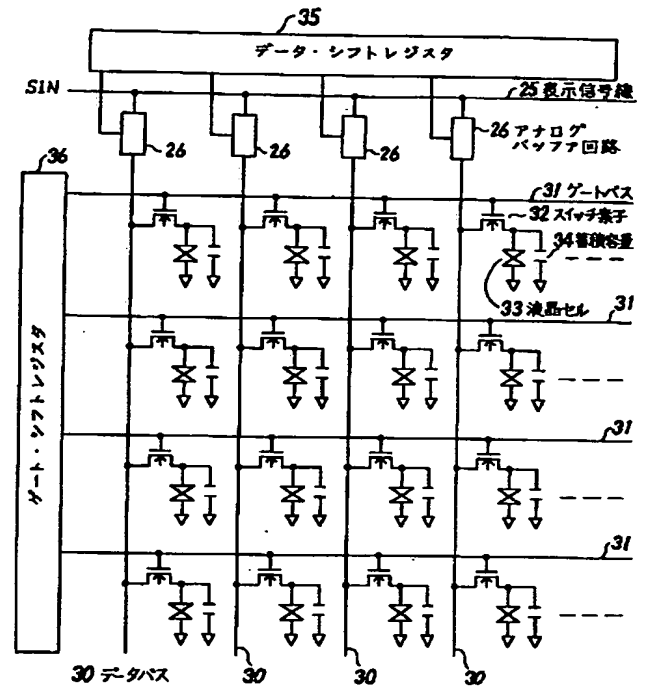 35
データ・シフトレジスタ
SIN
25 表示信号線
26
26
26
26 アナログ
バッファ回路
36
ゲート・シフトレジスタ
31 ゲートバス
32 スイッチ素子
34 蓄積容量
33 液晶セル
31
31
31
30 データバス
30
30
30